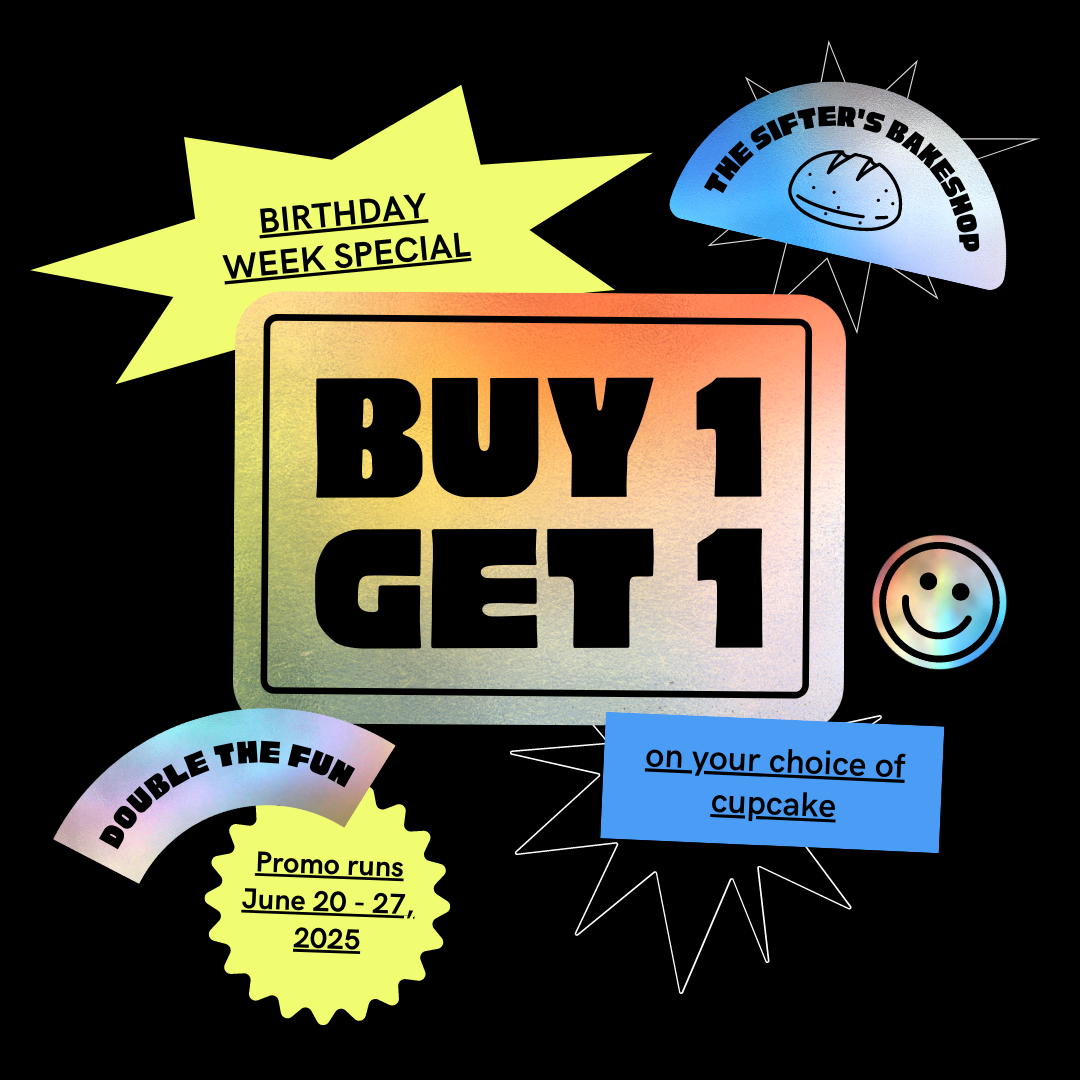 THE SIFTER'S BAKESHOP
BIRTHDAY
WEEK SPECIAL
BUY 1
GET 1
on your choice of
cupcake
DOUBLE THE FUN
Promo runs
June 20 - 27,
2025